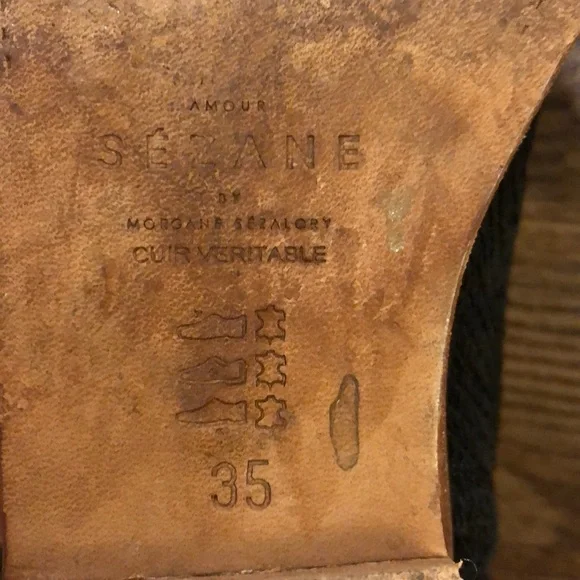 AMOUR
SÉZANE
BY
MORGANE SÉZALORY
CUIR VERITABLE
35